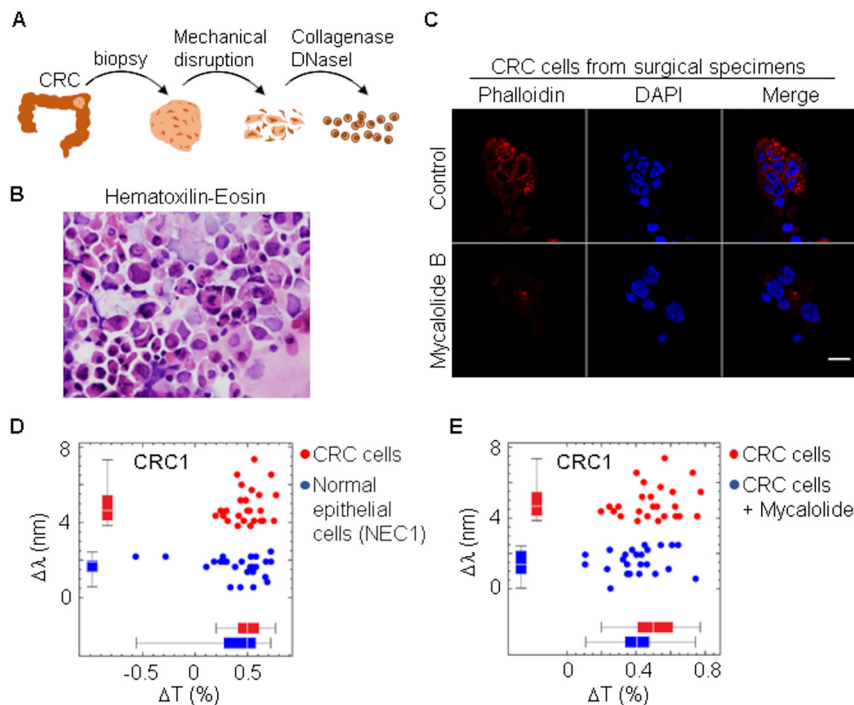 A
CRC
biopsy
Mechanical
disruption
Collagenase
DNaseI
B
Hematoxilin-Eosin
C
CRC cells from surgical specimens
Phalloidin
DAPI
Merge
Control
Mycalolide B
D
CRC1
8
4
0
Δλ (nm)
-0.5
0
0.5
ΔT (%)
CRC cells
Normal
epithelial
cells (NEC1)
E
CRC1
8
4
0
Δλ (nm)
0
0.4
0.8
ΔT (%)
CRC cells
CRC cells
+ Mycalolide